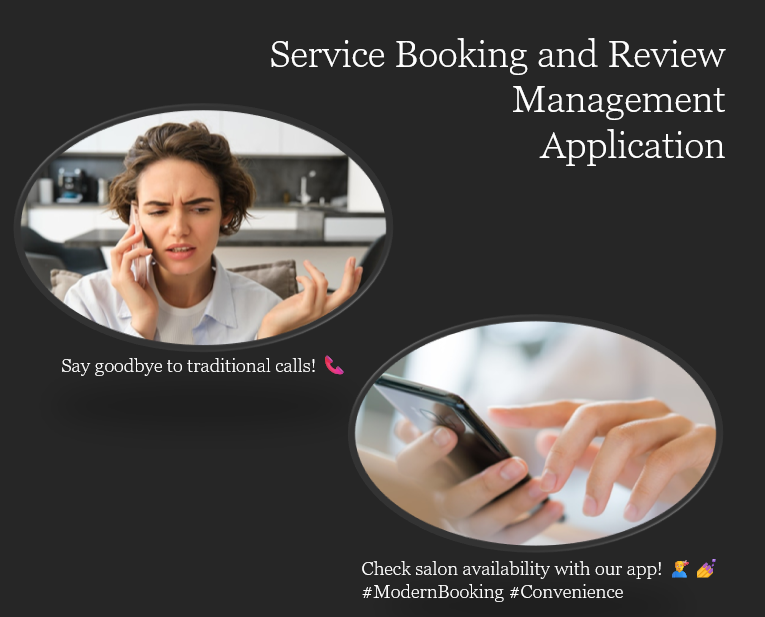 Service Booking and Review
Management
Application
Say goodbye to traditional calls! 📞
Check salon availability with our app! 💇 💅
#ModernBooking #Convenience